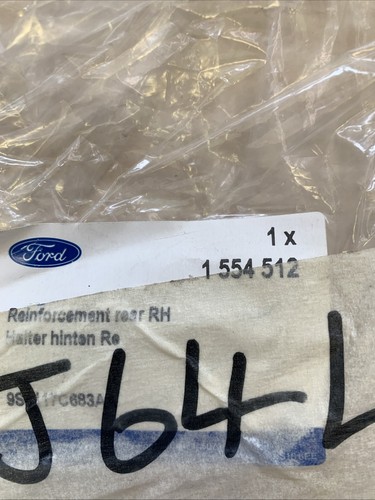 Ford
1 x
1 554 512
Reinforcement rear RH
Halter hinten Re
J64L